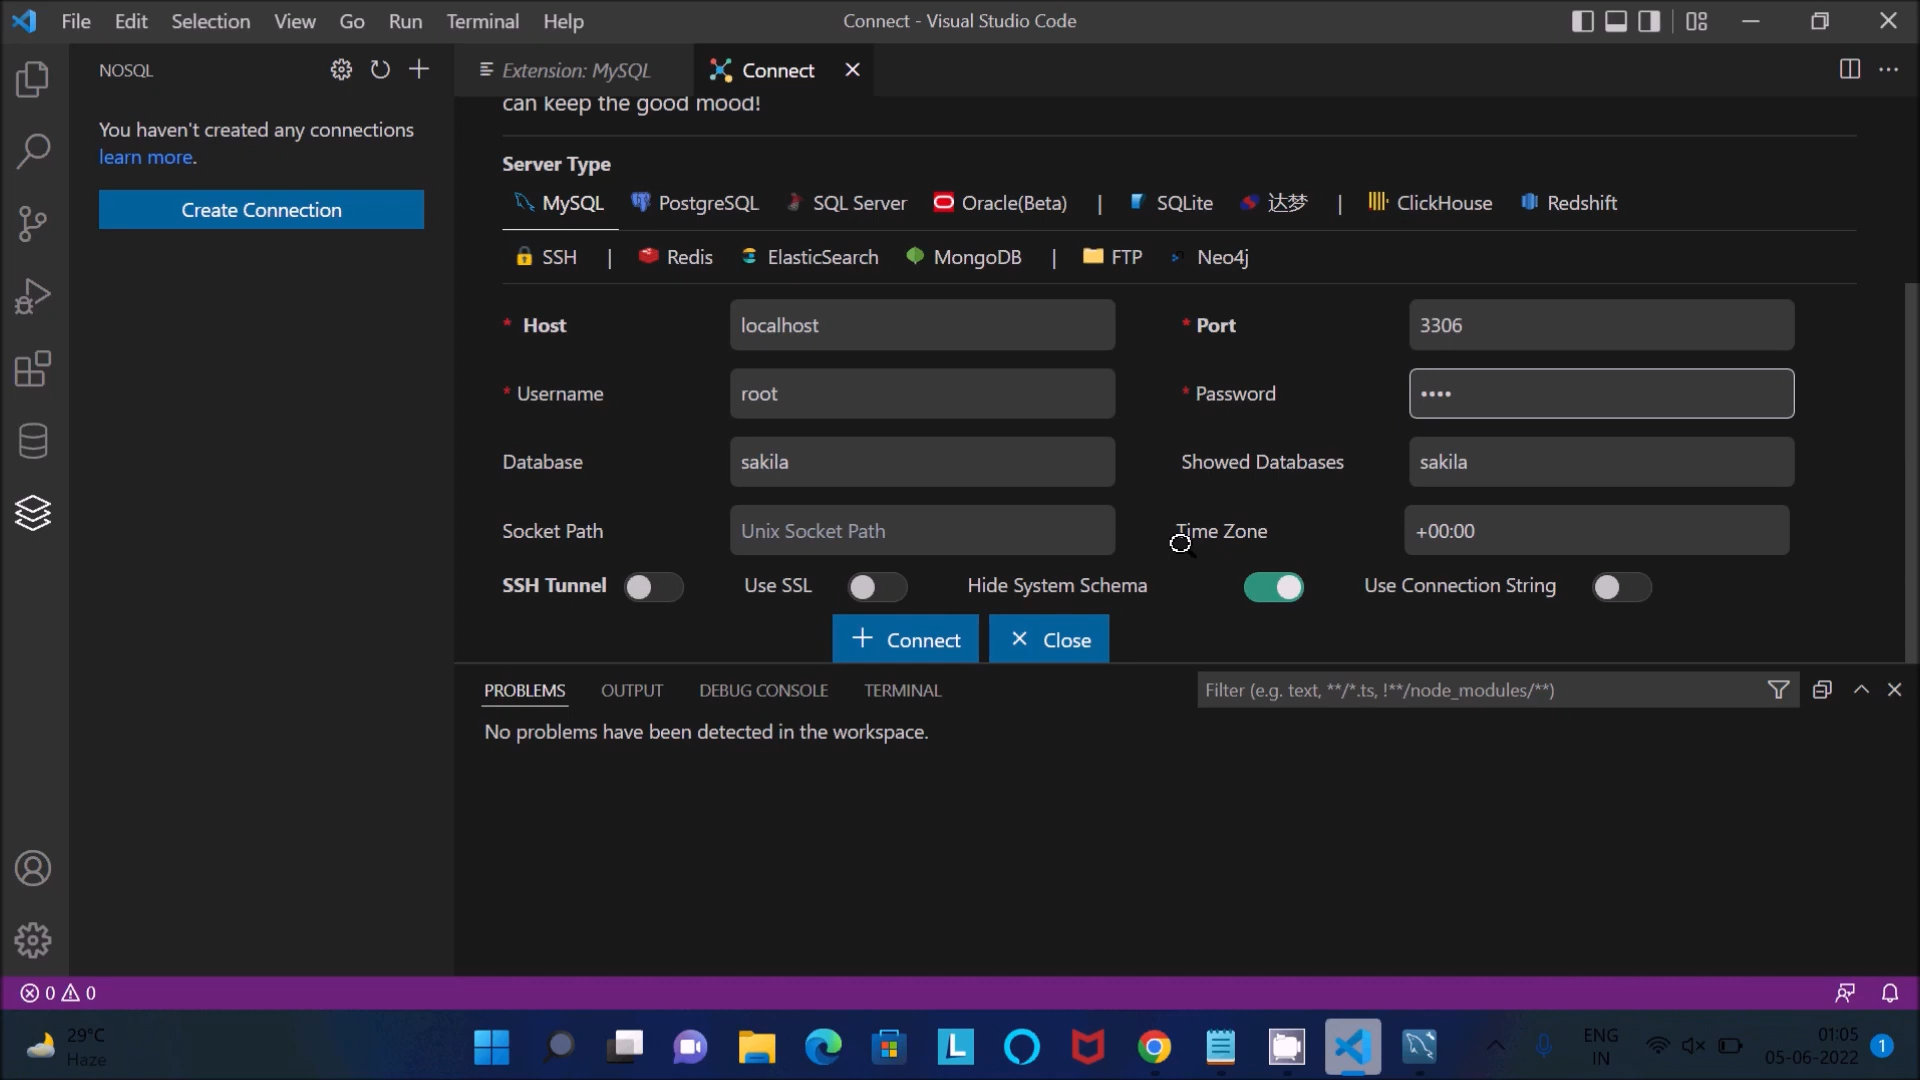 File Edit Selection View Go Run Terminal Help
Connect - Visual Studio Code
NOSQL
Extension: MySQL
Connect
You haven't created any connections
learn more.
Create Connection
can keep the good mood!
Server Type
MySQL PostgreSQL SQL Server Oracle(Beta) | SQLite 达梦 | ClickHouse Redshift
SSH | Redis ElasticSearch MongoDB | FTP Neo4j
* Host localhost * Port 3306
* Username root * Password ••••
Database sakila Showed Databases sakila
Socket Path Unix Socket Path Time Zone +00:00
SSH Tunnel Use SSL Hide System Schema Use Connection String
+ Connect × Close
PROBLEMS OUTPUT DEBUG CONSOLE TERMINAL Filter (e.g. text, **/*.ts, !**/node_modules/**)
No problems have been detected in the workspace.
0 0
29°C
Haze
L
ENG
IN
01:05
05-06-2022
1